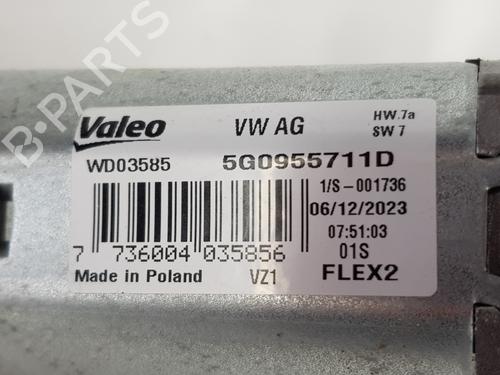 Valeo
VW AG
HW.7a
SW 7
WD03585
5G0955711D
1/S -001736
06/12/2023
07:51:03
7 736004 035856
01S
Made in Poland
VZ1
FLEX2
B-PARTS